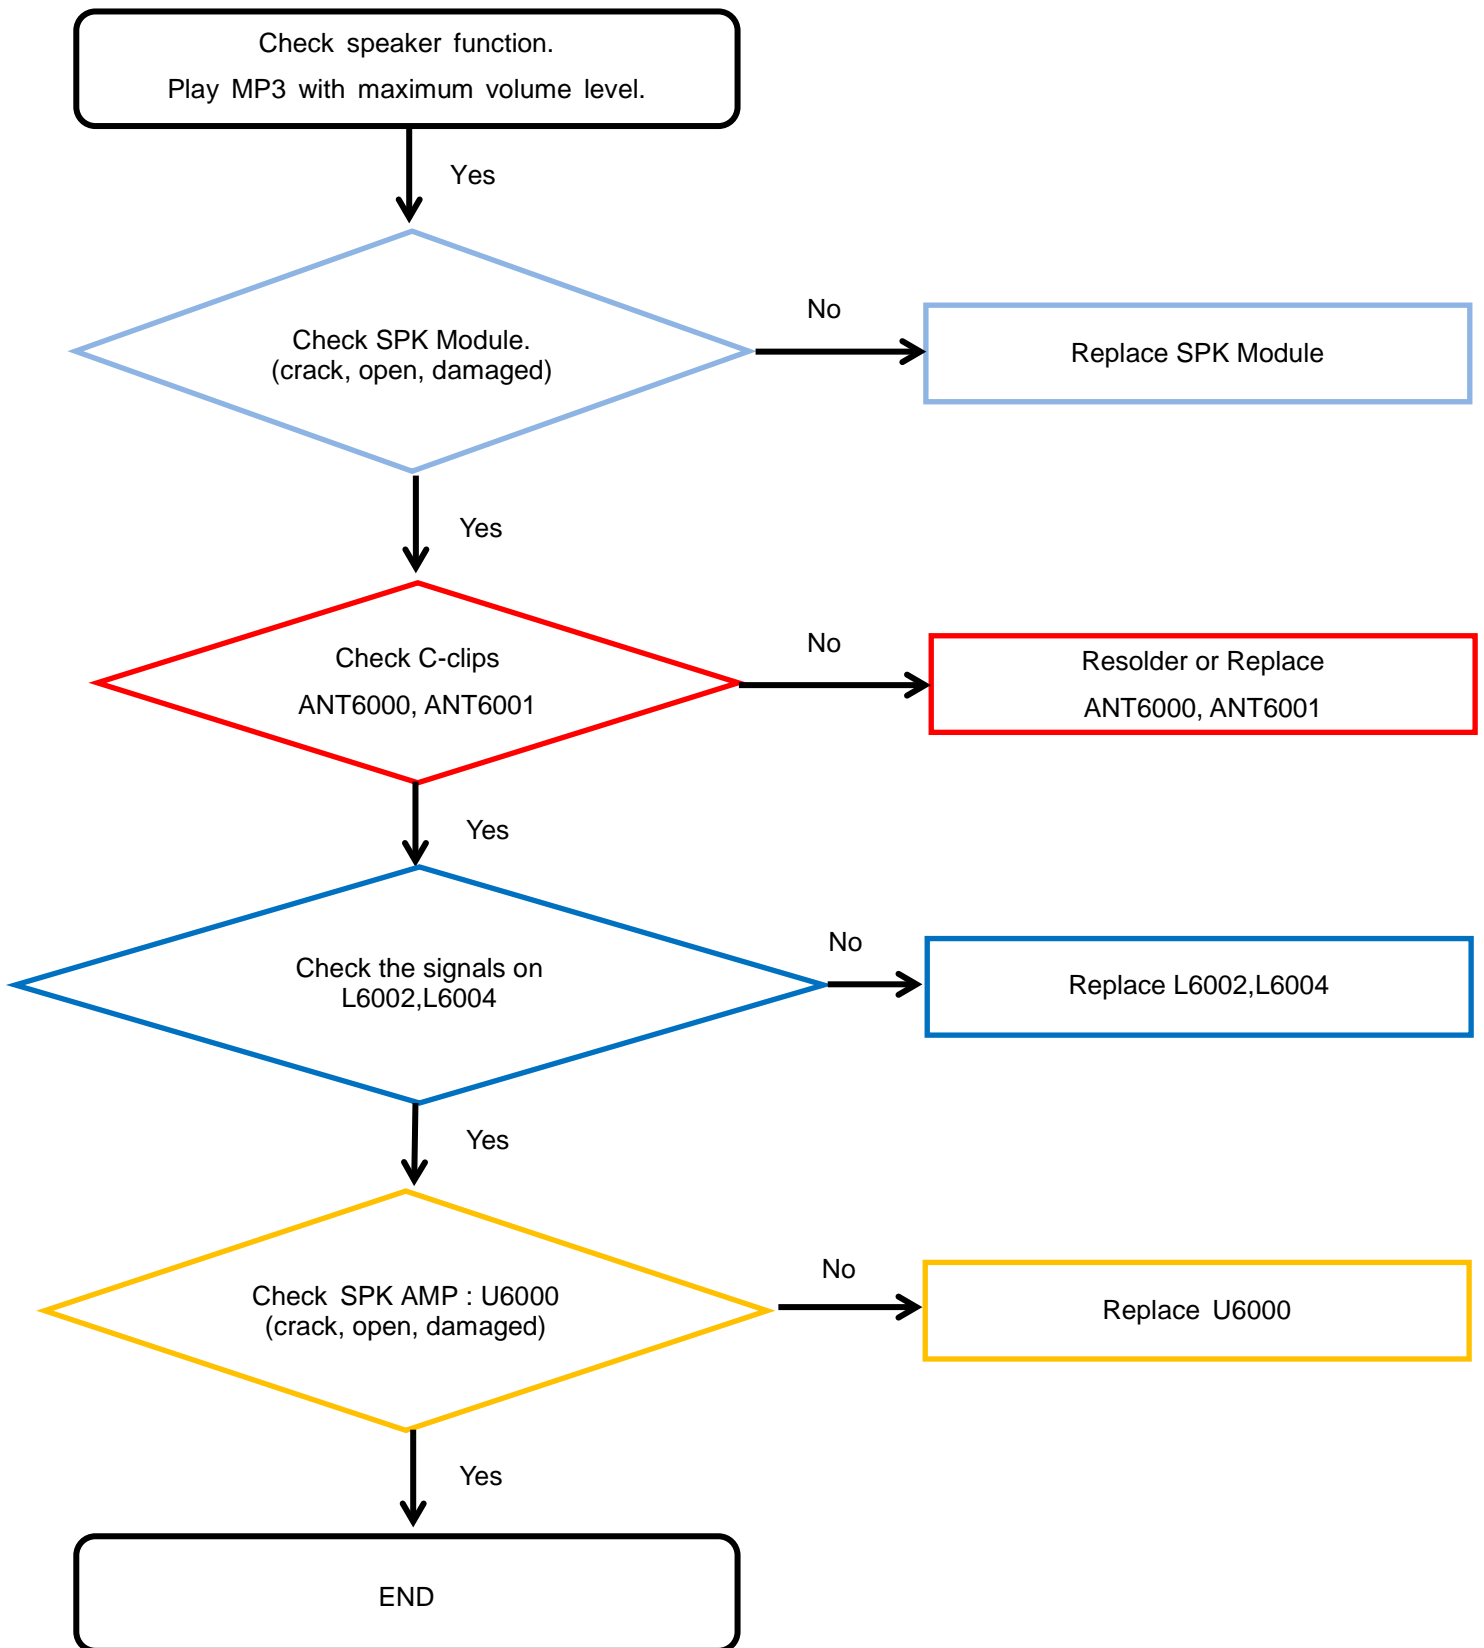 Check speaker function.
Play MP3 with maximum volume level.
Yes
Check SPK Module.
(crack, open, damaged)
No
Replace SPK Module
Yes
Check C-clips
ANT6000, ANT6001
No
Resolder or Replace
ANT6000, ANT6001
Yes
Check the signals on
L6002,L6004
No
Replace L6002,L6004
Yes
Check SPK AMP : U6000
(crack, open, damaged)
No
Replace U6000
Yes
END